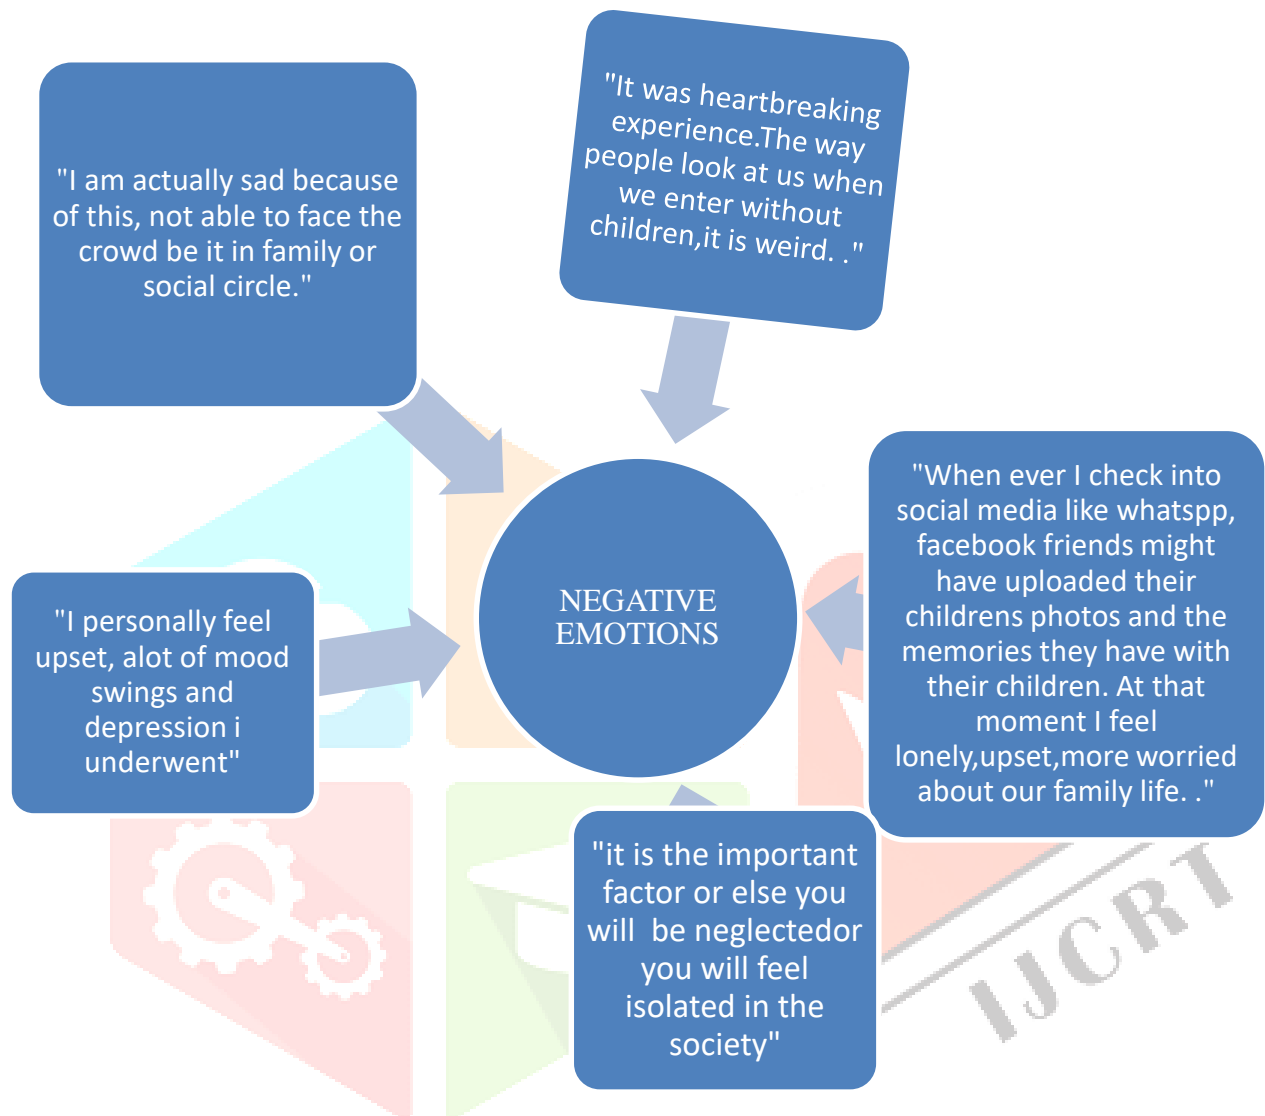 "I am actually sad because
of this, not able to face the
crowd be it in family or
social circle."
"It was heartbreaking
experience.The way
people look at us when
we enter without
children,it is weird. ."
"When ever I check into
social media like whatspp,
facebook friends might
have uploaded their
childrens photos and the
memories they have with
their children. At that
moment I feel
lonely,upset,more worried
about our family life. ."
NEGATIVE
EMOTIONS
"I personally feel
upset, alot of mood
swings and
depression i
underwent"
"it is the important
factor or else you
will  be neglectedor
you will feel
isolated in the
society"
IJCRT